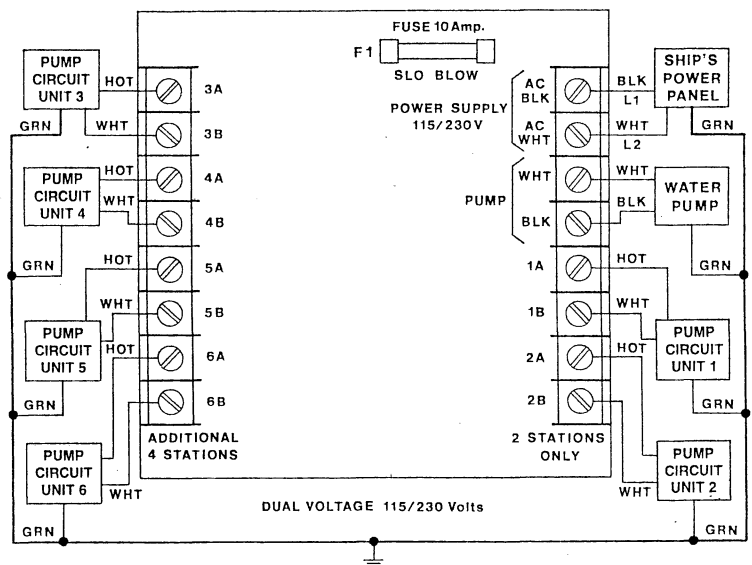 FUSE 10 Amp.
F1
SLO BLOW
PUMP
CIRCUIT
UNIT 3
HOT
WHT
GRN
3A
3B
PUMP
CIRCUIT
UNIT 4
HOT
WHT
GRN
4A
4B
PUMP
CIRCUIT
UNIT 5
HOT
WHT
GRN
5A
5B
PUMP
CIRCUIT
UNIT 6
HOT
WHT
GRN
6A
6B
ADDITIONAL
4 STATIONS
POWER SUPPLY
115/230V
AC
BLK
AC
WHT
BLK
L1
WHT
L2
SHIP'S
POWER
PANEL
GRN
PUMP
WHT
BLK
WHT
BLK
WATER
PUMP
GRN
1A
1B
HOT
WHT
PUMP
CIRCUIT
UNIT 1
GRN
2A
2B
HOT
WHT
PUMP
CIRCUIT
UNIT 2
GRN
2 STATIONS
ONLY
DUAL VOLTAGE 115/230 Volts